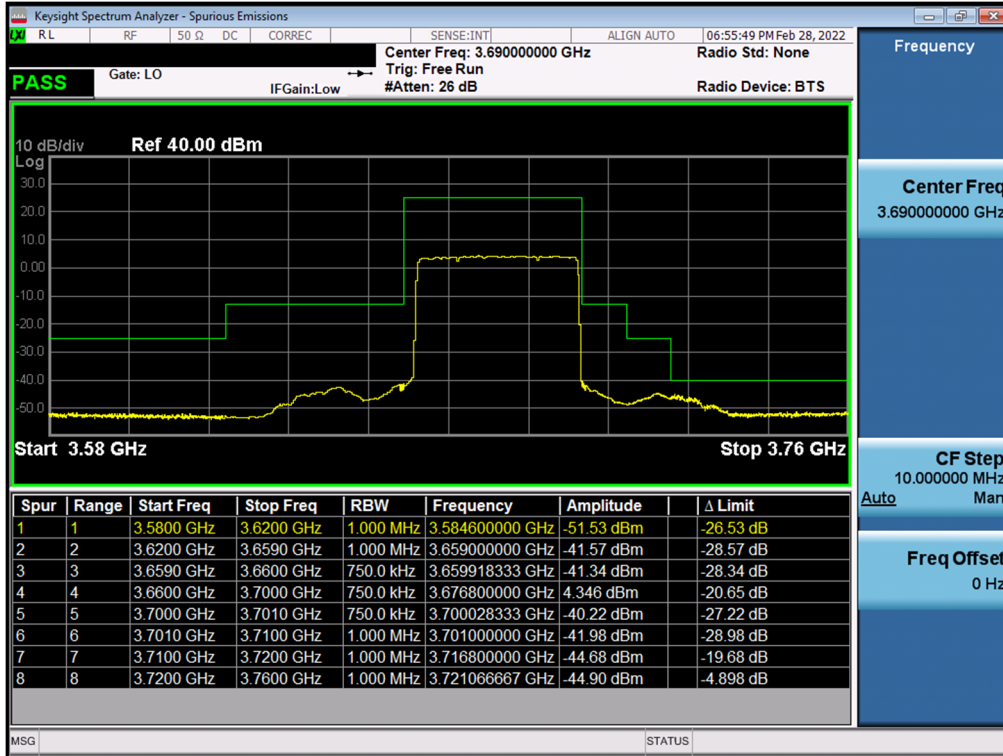 Keysight Spectrum Analyzer - Spurious Emissions
LXI RL RF 50 Ω DC CORREC SENSE:INT ALIGN AUTO 06:55:49 PM Feb 28, 2022
Center Freq: 3.690000000 GHz Radio Std: None
PASS Gate: LO Trig: Free Run
IFGain:Low #Atten: 26 dB Radio Device: BTS
10 dB/div Ref 40.00 dBm
Log
30.0
20.0
10.0
0.00
-10.0
-20.0
-30.0
-40.0
-50.0
Start 3.58 GHz Stop 3.76 GHz
Spur Range Start Freq Stop Freq RBW Frequency Amplitude Δ Limit
1 1 3.5800 GHz 3.6200 GHz 1.000 MHz 3.584600000 GHz -51.53 dBm -26.53 dB
2 2 3.6200 GHz 3.6590 GHz 1.000 MHz 3.659000000 GHz -41.57 dBm -28.57 dB
3 3 3.6590 GHz 3.6600 GHz 750.0 kHz 3.659918333 GHz -41.34 dBm -28.34 dB
4 4 3.6600 GHz 3.7000 GHz 750.0 kHz 3.676800000 GHz 4.346 dBm -20.65 dB
5 5 3.7000 GHz 3.7010 GHz 750.0 kHz 3.700028333 GHz -40.22 dBm -27.22 dB
6 6 3.7010 GHz 3.7100 GHz 1.000 MHz 3.701000000 GHz -41.98 dBm -28.98 dB
7 7 3.7100 GHz 3.7200 GHz 1.000 MHz 3.716800000 GHz -44.68 dBm -19.68 dB
8 8 3.7200 GHz 3.7600 GHz 1.000 MHz 3.721066667 GHz -44.90 dBm -4.898 dB
MSG STATUS
Frequency
Center Freq
3.690000000 GHz
CF Step
10.000000 MHz
Auto Man
Freq Offset
0 Hz